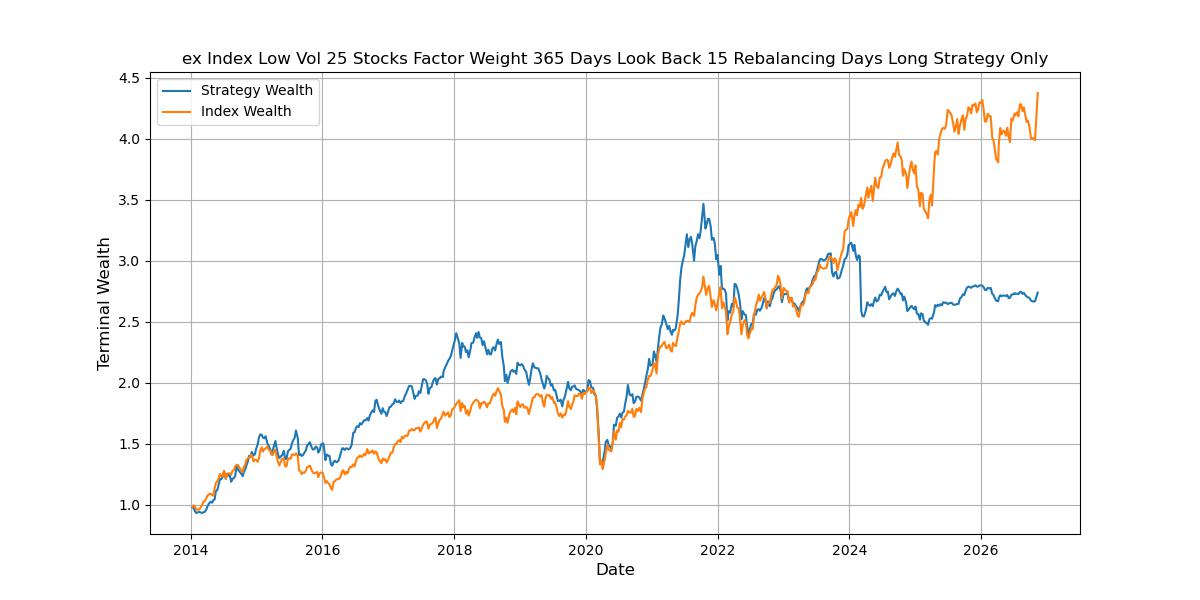 ex Index Low Vol 25 Stocks Factor Weight 365 Days Look Back 15 Rebalancing Days Long Strategy Only
Strategy Wealth
Index Wealth
4.5
4.0
3.5
3.0
2.5
2.0
1.5
1.0
Terminal Wealth
2014 2016 2018 2020 2022 2024 2026
Date